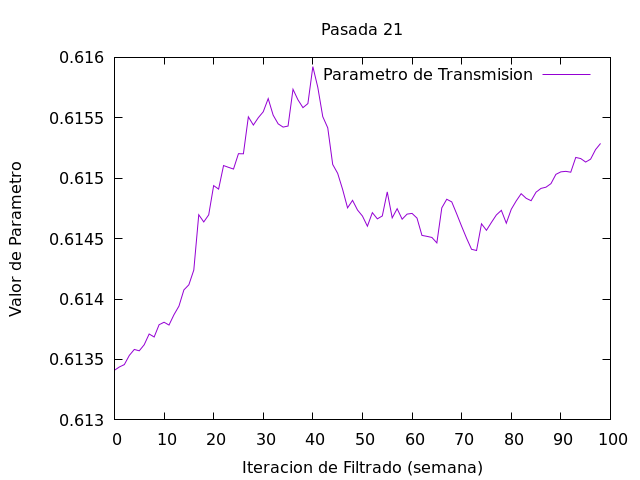 Pasada 21
0.616
Parametro de Transmision
0.6155
0.615
0.6145
0.614
0.6135
0.613
Valor de Parametro
0 10 20 30 40 50 60 70 80 90 100
Iteracion de Filtrado (semana)